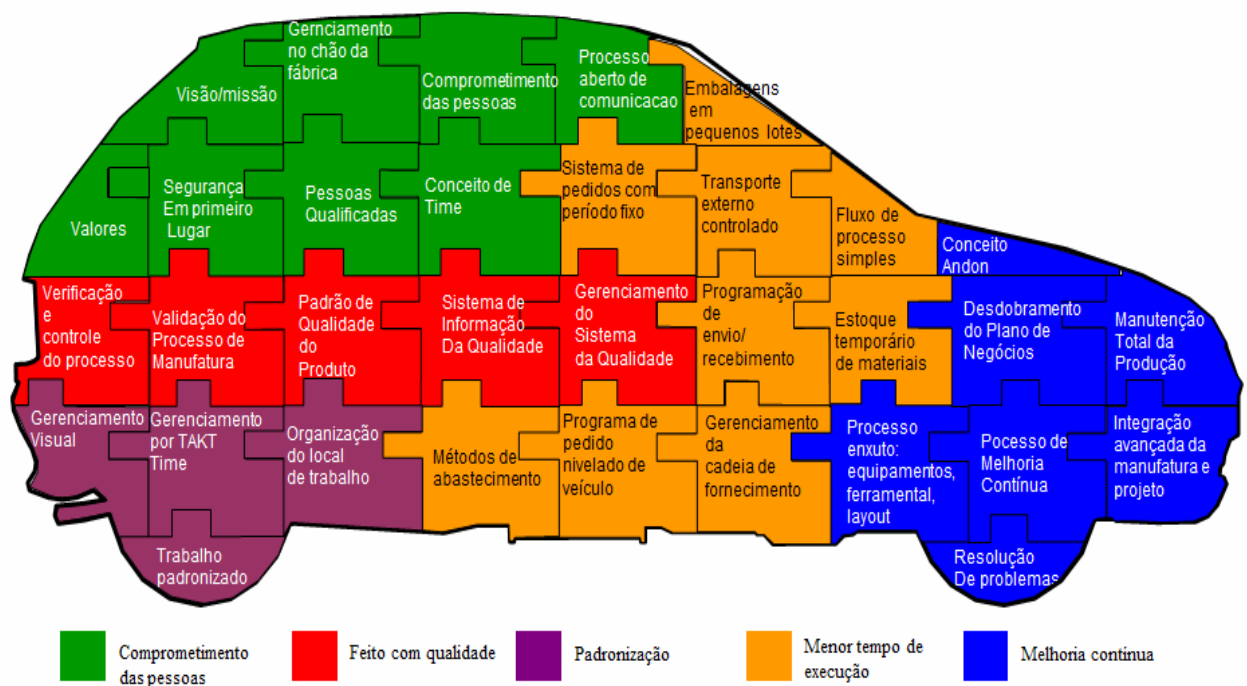 Visão/missão
Gernciamento
no chão da
fábrica
Comprometimento
das pessoas
Processo
aberto de
comunicacao
Embalagens
em
pequenos lotes
Valores
Segurança
Em primeiro
Lugar
Pessoas
Qualificadas
Conceito de
Time
Sistema de
pedidos com
período fixo
Transporte
externo
controlado
Fluxo de
processo
simples
Conceito
Andon
Verificação
e
controle
do processo
Validação do
Processo de
Manufatura
Padrão de
Qualidade
do
Produto
Sistema de
Informação
Da Qualidade
Gerenciamento
do
Sistema
da Qualidade
Programação
de
envio/
recebimento
Estoque
temporário
de materiais
Desdobramento
do Plano de
Negócios
Manutenção
Total da
Produção
Gerenciamento
Visual
Gerenciamento
por TAKT
Time
Organização
do local
de trabalho
Métodos de
abastecimento
Programa de
pedido
nivelado de
veículo
Gerenciamento
da
cadeia de
fornecimento
Processo
enxuto:
equipamentos,
ferramental,
layout
Pocesso de
Melhoria
Contínua
Integração
avançada da
manufatura e
projeto
Trabalho
padronizado
Resolução
De problemas
Comprometimento
das pessoas
Feito com qualidade
Padronização
Menor tempo de
execução
Melhoria contínua